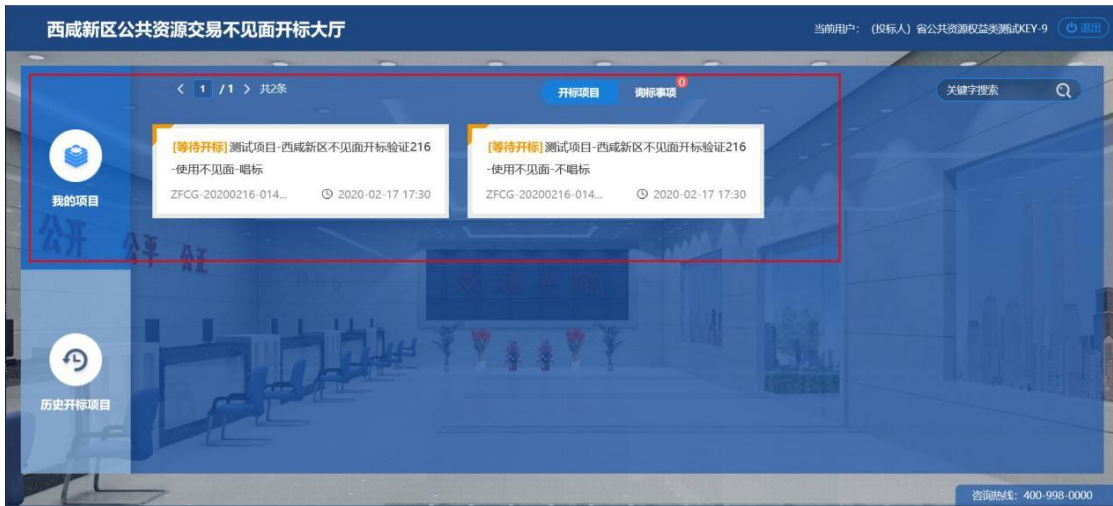 西咸新区公共资源交易不见面开标大厅
当前用户： (投标人) 省公共资源权益类测试KEY-9 退出
< 1 / 1 > 共2条
开标项目 询标事项 0
关键字搜索
[等待开标]测试项目-西咸新区不见面开标验证216
-使用不见面-唱标
ZFCG-20200216-014... 2020-02-17 17:30
[等待开标]测试项目-西咸新区不见面开标验证216
-使用不见面-不唱标
ZFCG-20200216-014... 2020-02-17 17:30
我的项目
公开 公平 公正
历史开标项目
咨询热线：400-998-0000